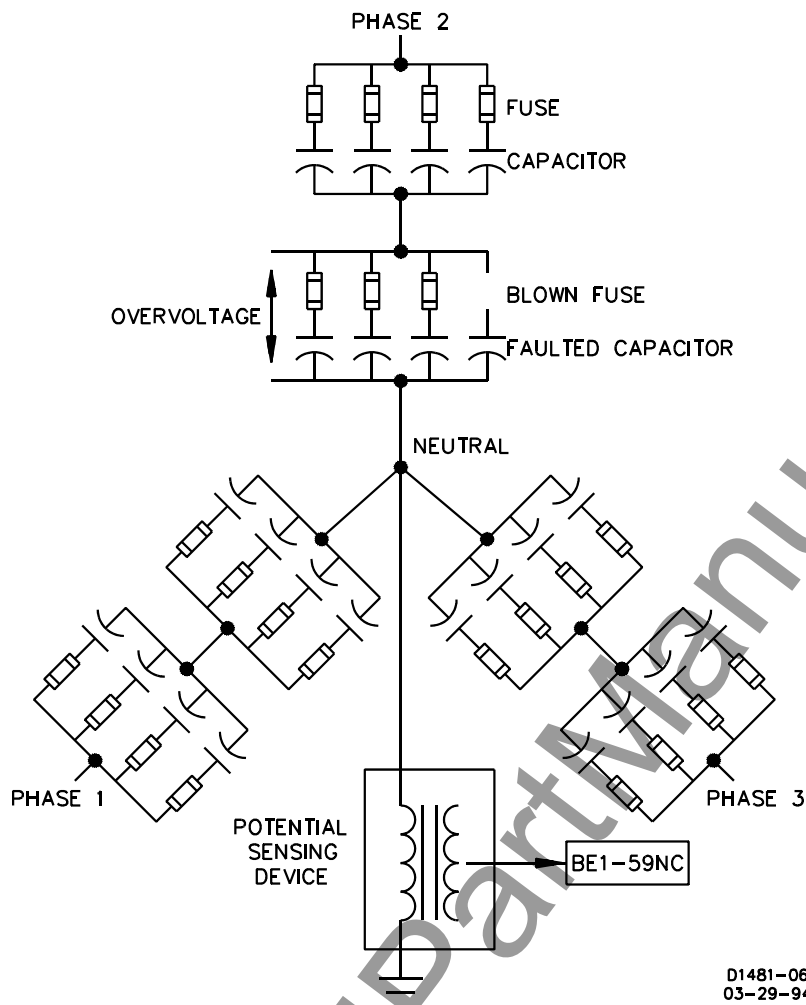 PHASE 2
FUSE
CAPACITOR
BLOWN FUSE
OVERVOLTAGE
FAULTED CAPACITOR
NEUTRAL
PHASE 1
PHASE 3
POTENTIAL
SENSING
DEVICE
BE1-59NC
D1481-06
03-29-94